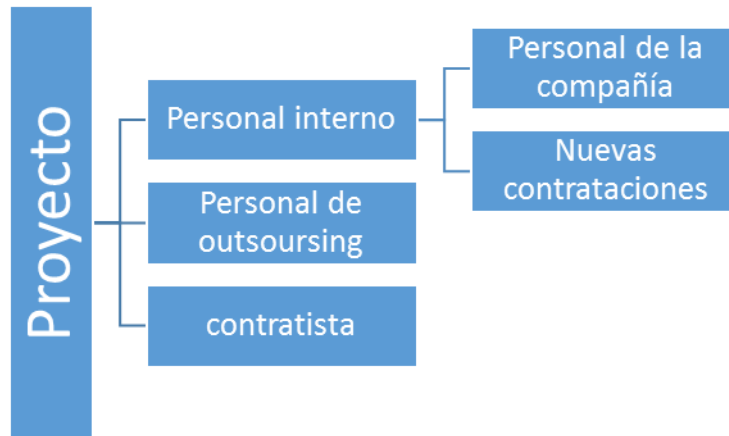 Proyecto
Personal interno
Personal de
outsoursing
contratista
Personal de la
compañía
Nuevas
contrataciones